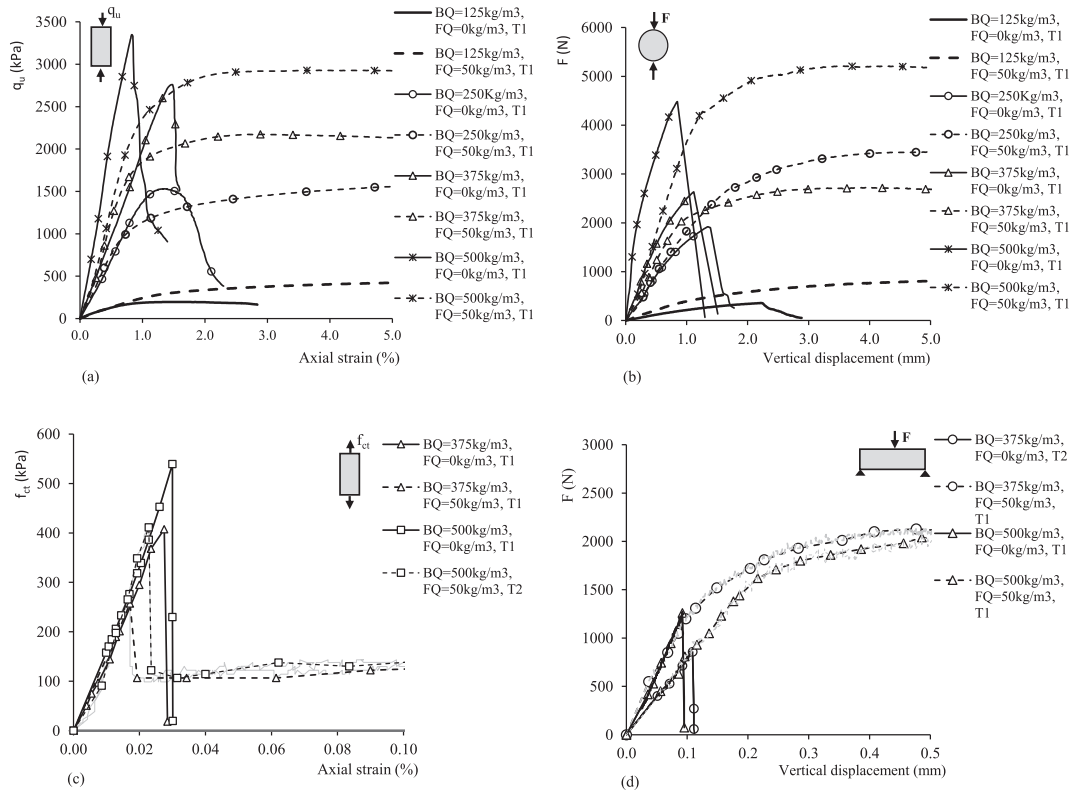 q_u
q_u (kPa)
3500
3000
2500
2000
1500
1000
500
0
0.0 1.0 2.0 3.0 4.0 5.0
Axial strain (%)
(a)
BQ=125kg/m3,
FQ=0kg/m3, T1
BQ=125kg/m3,
FQ=50kg/m3, T1
BQ=250Kg/m3,
FQ=0kg/m3, T1
BQ=250kg/m3,
FQ=50kg/m3, T1
BQ=375kg/m3,
FQ=0kg/m3, T1
BQ=375kg/m3,
FQ=50kg/m3, T1
BQ=500kg/m3,
FQ=0kg/m3, T1
BQ=500kg/m3,
FQ=50kg/m3, T1
F
F (N)
6000
5000
4000
3000
2000
1000
0
0.0 1.0 2.0 3.0 4.0 5.0
Vertical displacement (mm)
(b)
BQ=125kg/m3,
FQ=0kg/m3, T1
BQ=125kg/m3,
FQ=50kg/m3, T1
BQ=250Kg/m3,
FQ=0kg/m3, T1
BQ=250kg/m3,
FQ=50kg/m3, T1
BQ=375kg/m3,
FQ=0kg/m3, T1
BQ=375kg/m3,
FQ=50kg/m3, T1
BQ=500kg/m3,
FQ=0kg/m3, T1
BQ=500kg/m3,
FQ=50kg/m3, T1
f_ct
f_ct (kPa)
600
500
400
300
200
100
0
0.00 0.02 0.04 0.06 0.08 0.10
Axial strain (%)
(c)
BQ=375kg/m3,
FQ=0kg/m3, T1
BQ=375kg/m3,
FQ=50kg/m3, T1
BQ=500kg/m3,
FQ=0kg/m3, T1
BQ=500kg/m3,
FQ=50kg/m3, T2
F
F (N)
3000
2500
2000
1500
1000
500
0
0.0 0.1 0.2 0.3 0.4 0.5
Vertical displacement (mm)
(d)
BQ=375kg/m3,
FQ=0kg/m3, T2
BQ=375kg/m3,
FQ=50kg/m3,
T1
BQ=500kg/m3,
FQ=0kg/m3, T1
BQ=500kg/m3,
FQ=50kg/m3,
T1